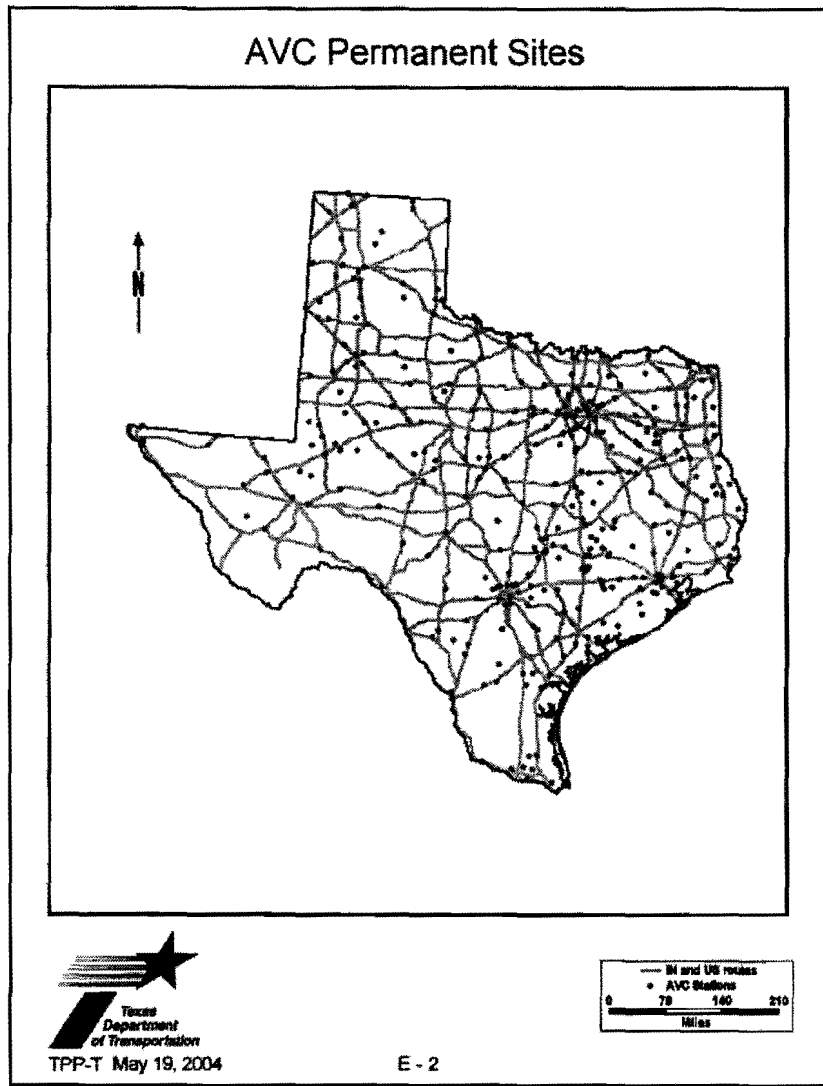 AVC Permanent Sites
N
IN and US routes
AVC Stations
0 70 140 210
Miles
Texas
Department
of Transportation
TPP-T May 19, 2004
E - 2